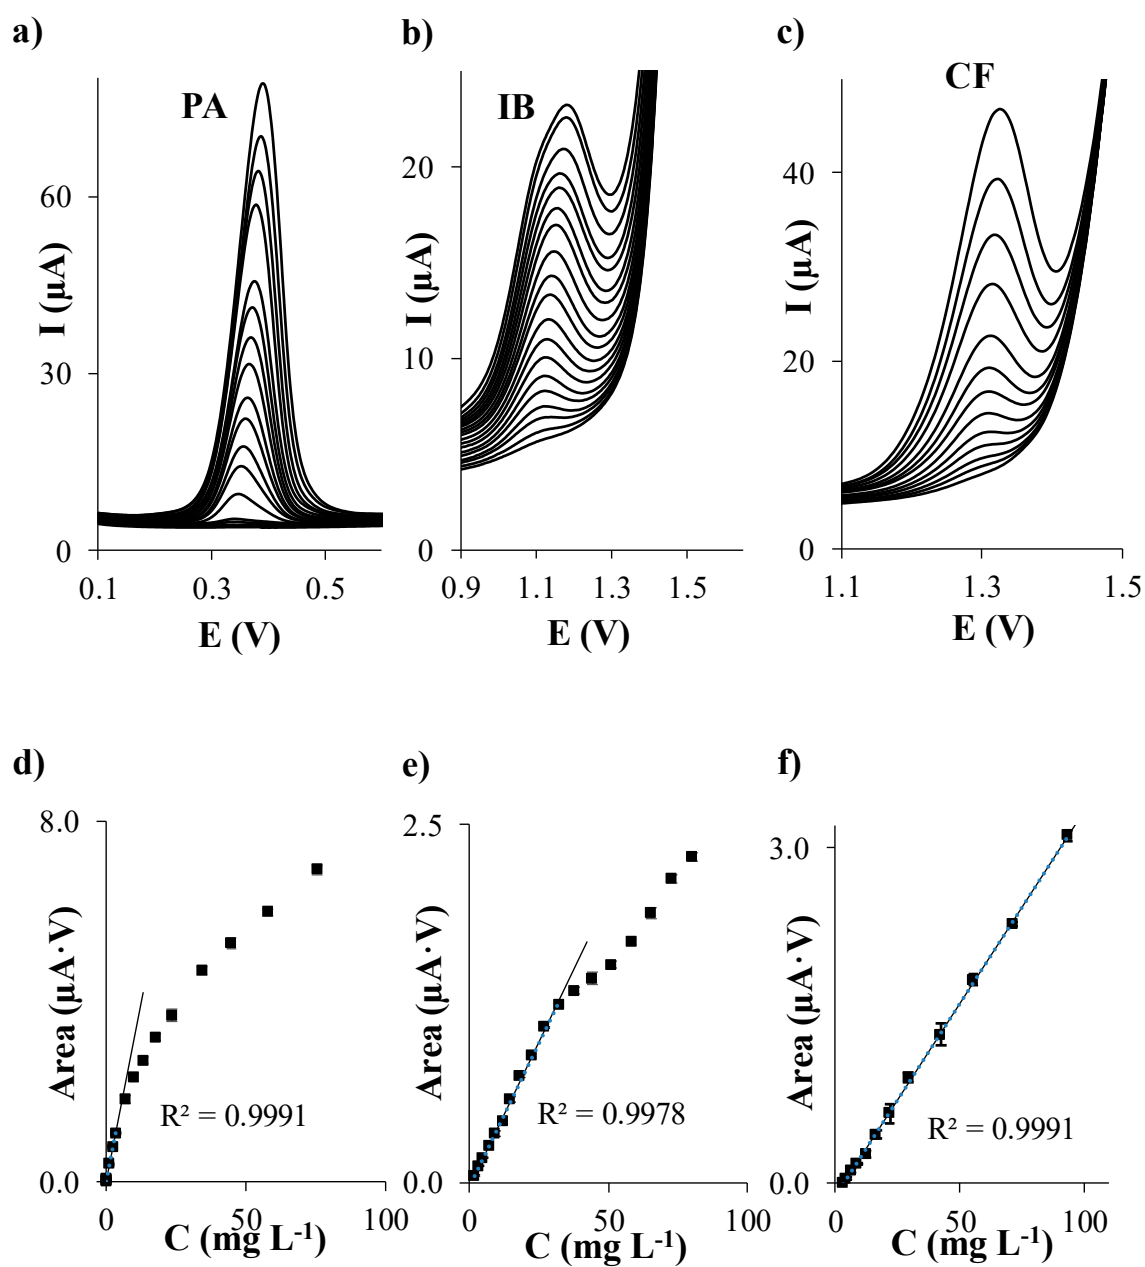 a)
PA
60
30
0
I (µA)
0.1 0.3 0.5
E (V)
b)
IB
20
10
0
I (µA)
0.9 1.1 1.3 1.5
E (V)
c)
CF
40
20
0
I (µA)
1.1 1.3 1.5
E (V)
d)
8.0
0.0
Area (µA·V)
R² = 0.9991
0 50 100
C (mg L⁻¹)
e)
2.5
0.0
Area (µA·V)
R² = 0.9978
0 50 100
C (mg L⁻¹)
f)
3.0
0.0
Area (µA·V)
R² = 0.9991
0 50 100
C (mg L⁻¹)